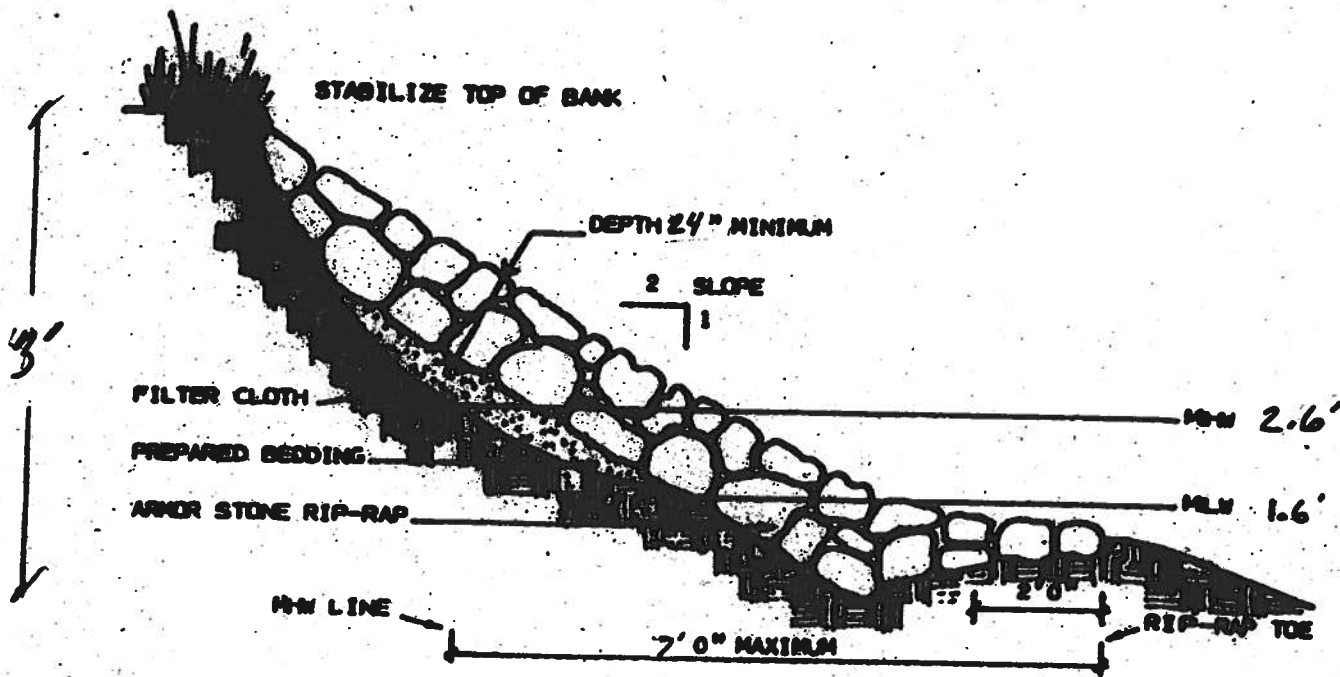 STABILIZE TOP OF BANK
DEPTH 24" MINIMUM
2 SLOPE
1
FILTER CLOTH
MHW 2.6'
PREPARED BEDDING
MLW 1.6'
ARMOR STONE RIP-RAP
2'0"
MHW LINE
RIP-RAP TOE
7'0" MAXIMUM